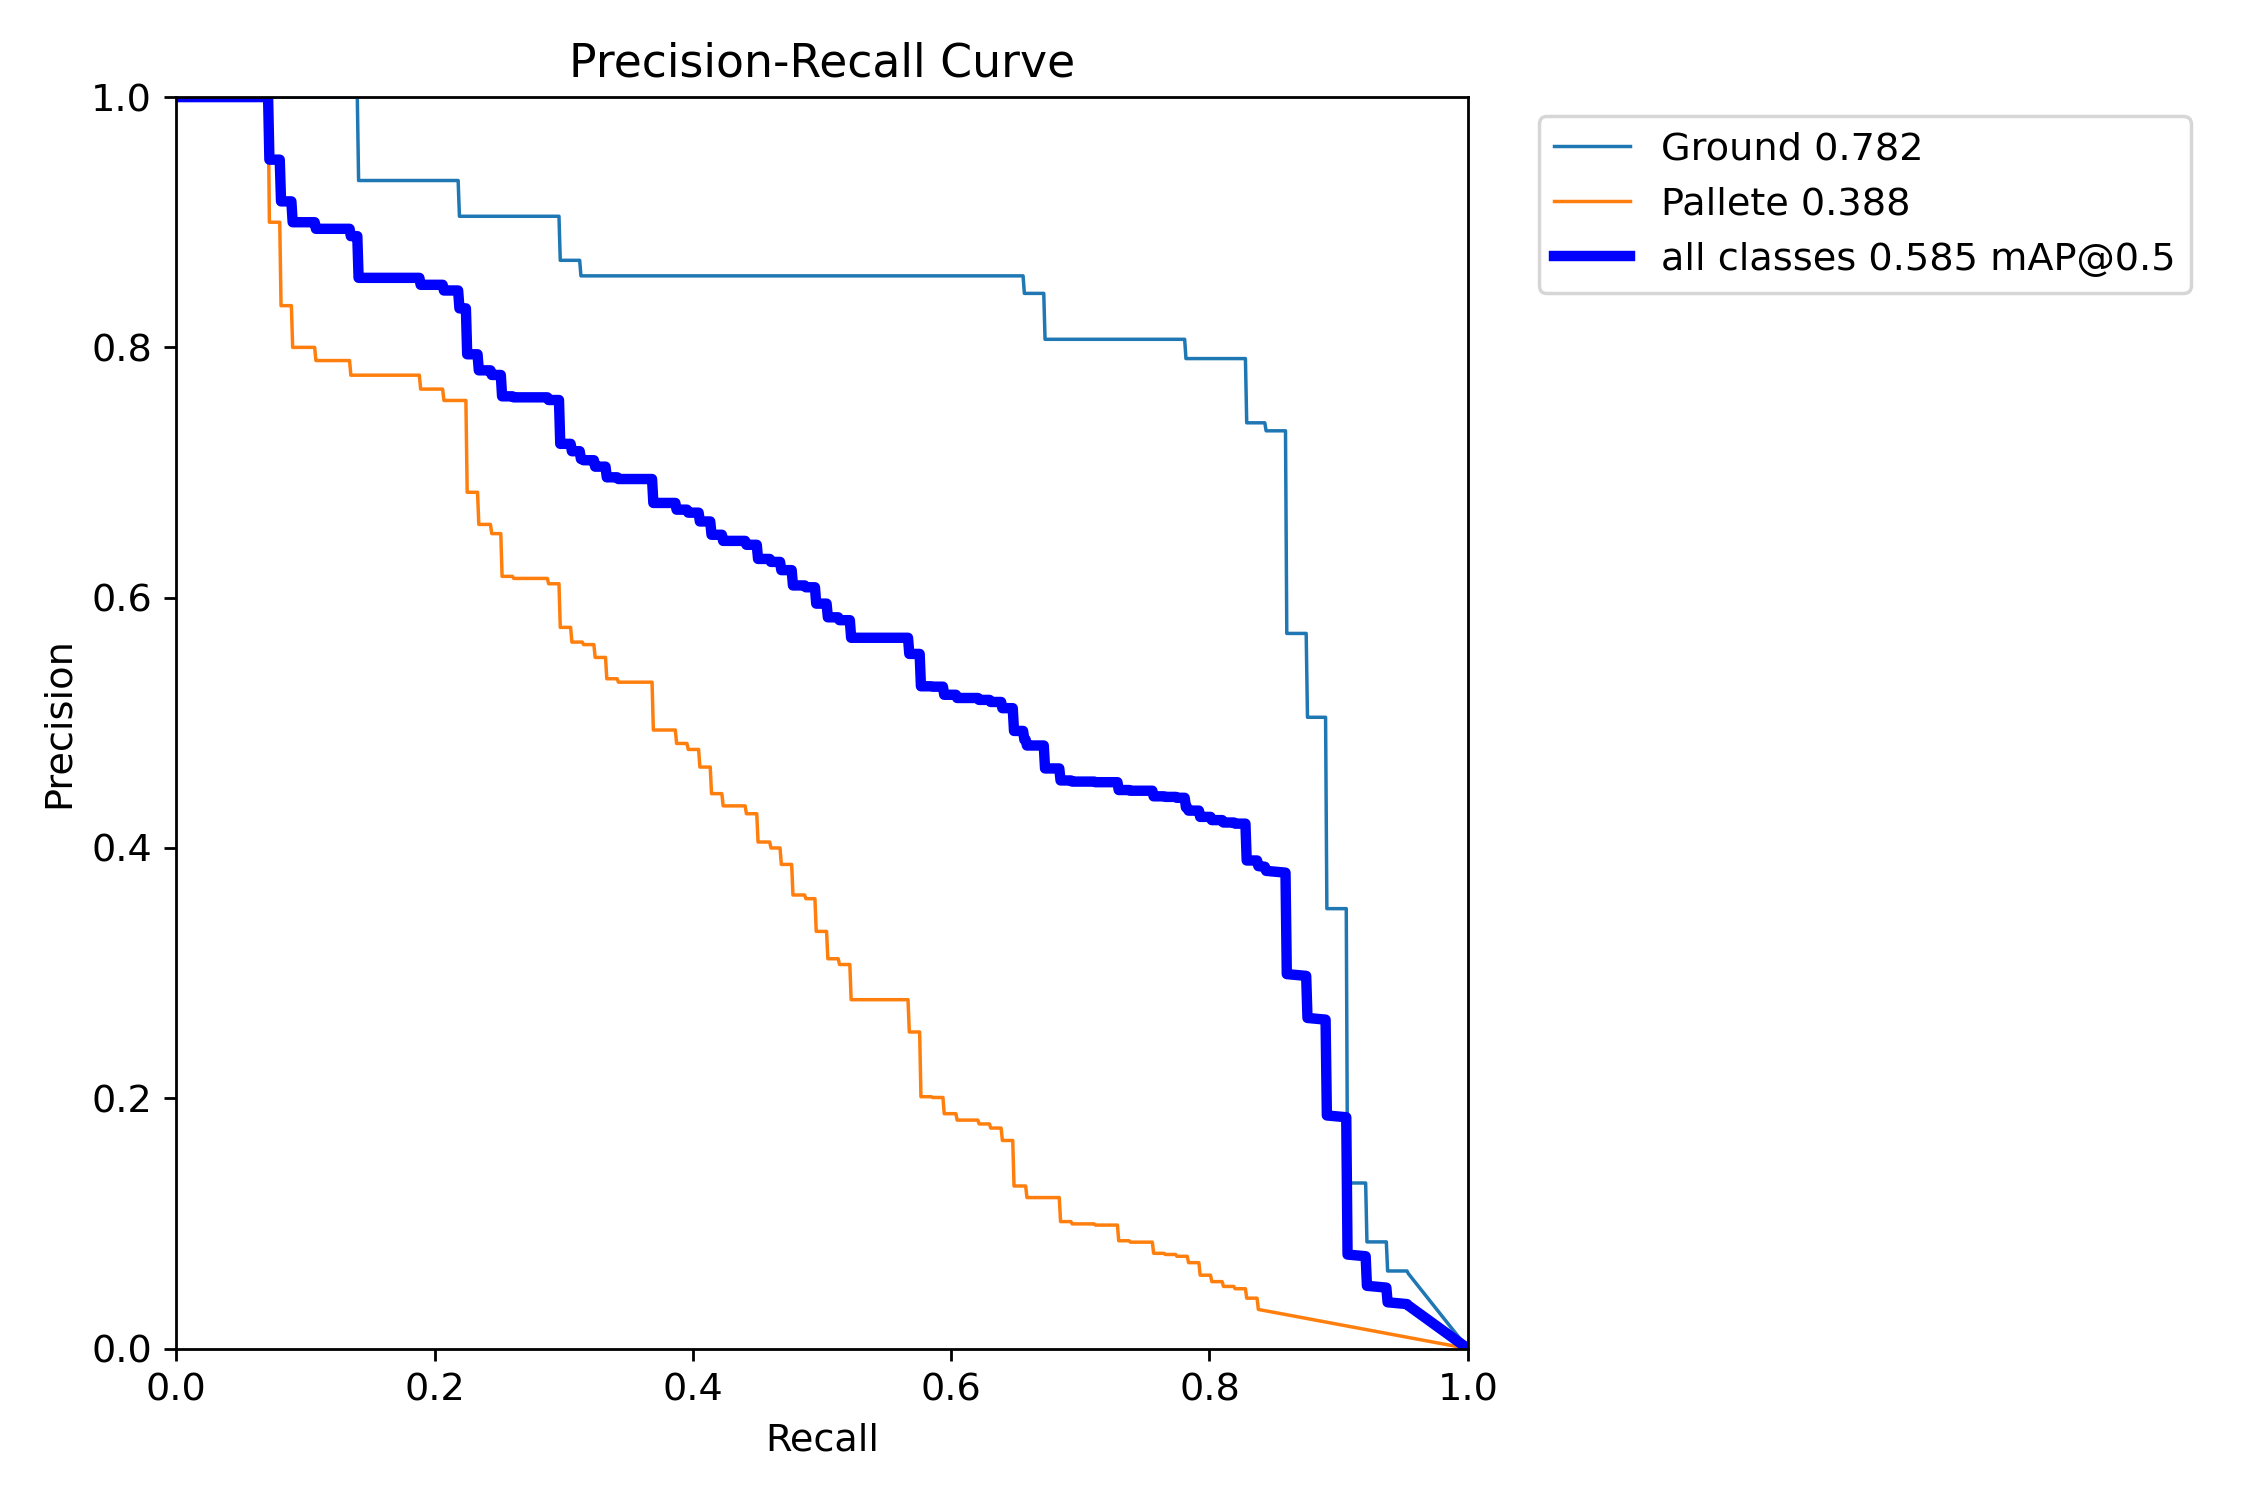 Precision-Recall Curve
1.0
0.8
0.6
0.4
0.2
0.0
Precision
0.0 0.2 0.4 0.6 0.8 1.0
Recall
Ground 0.782
Pallete 0.388
all classes 0.585 mAP@0.5